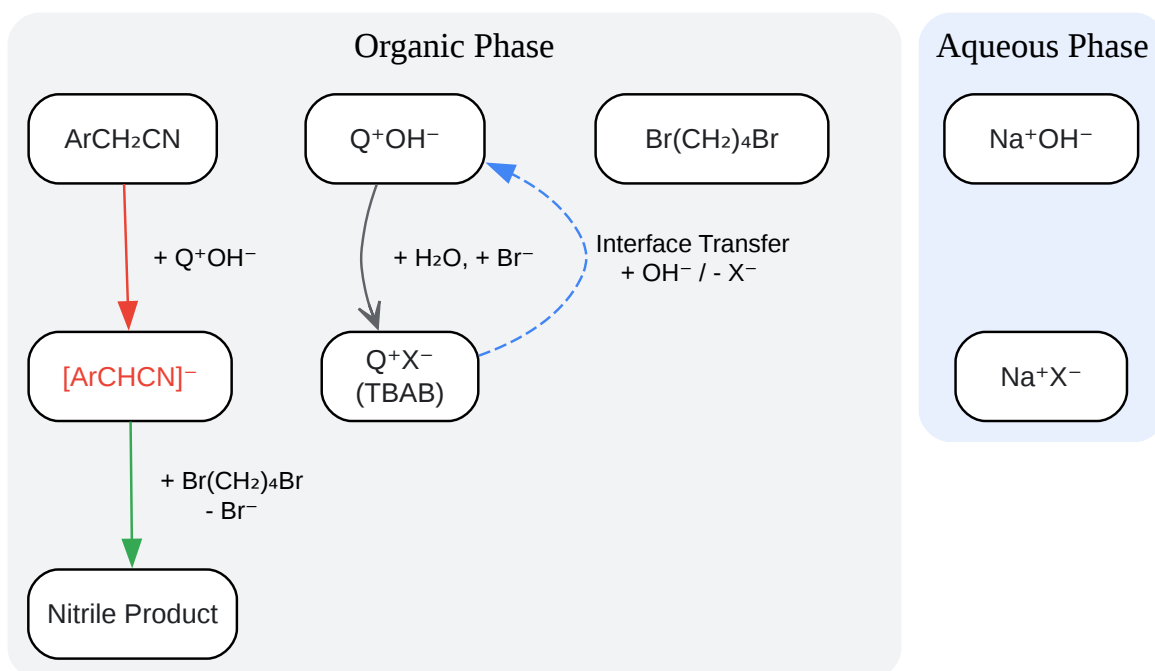 Organic Phase
Aqueous Phase
ArCH₂CN
Q⁺OH⁻
Br(CH₂)₄Br
Na⁺OH⁻
+ Q⁺OH⁻
+ H₂O, + Br⁻
Interface Transfer
+ OH⁻ / - X⁻
[ArCHCN]⁻
Q⁺X⁻
(TBAB)
Na⁺X⁻
+ Br(CH₂)₄Br
- Br⁻
Nitrile Product